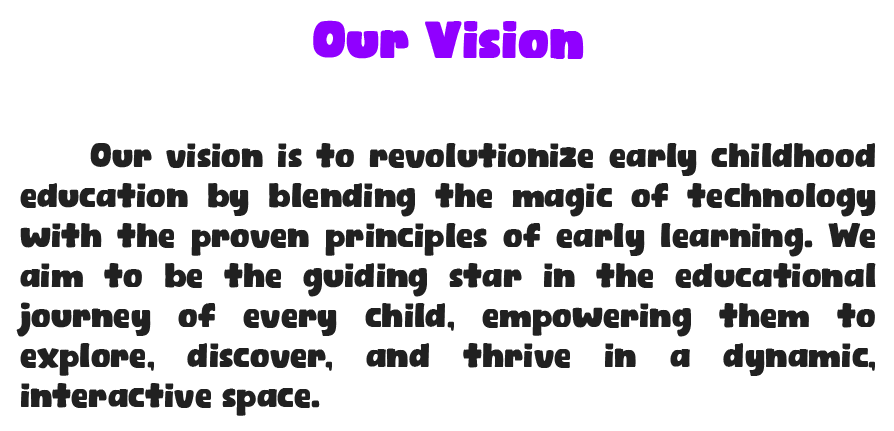 Our Vision
Our vision is to revolutionize early childhood
education by blending the magic of technology
with the proven principles of early learning. We
aim to be the guiding star in the educational
journey of every child, empowering them to
explore, discover, and thrive in a dynamic,
interactive space.